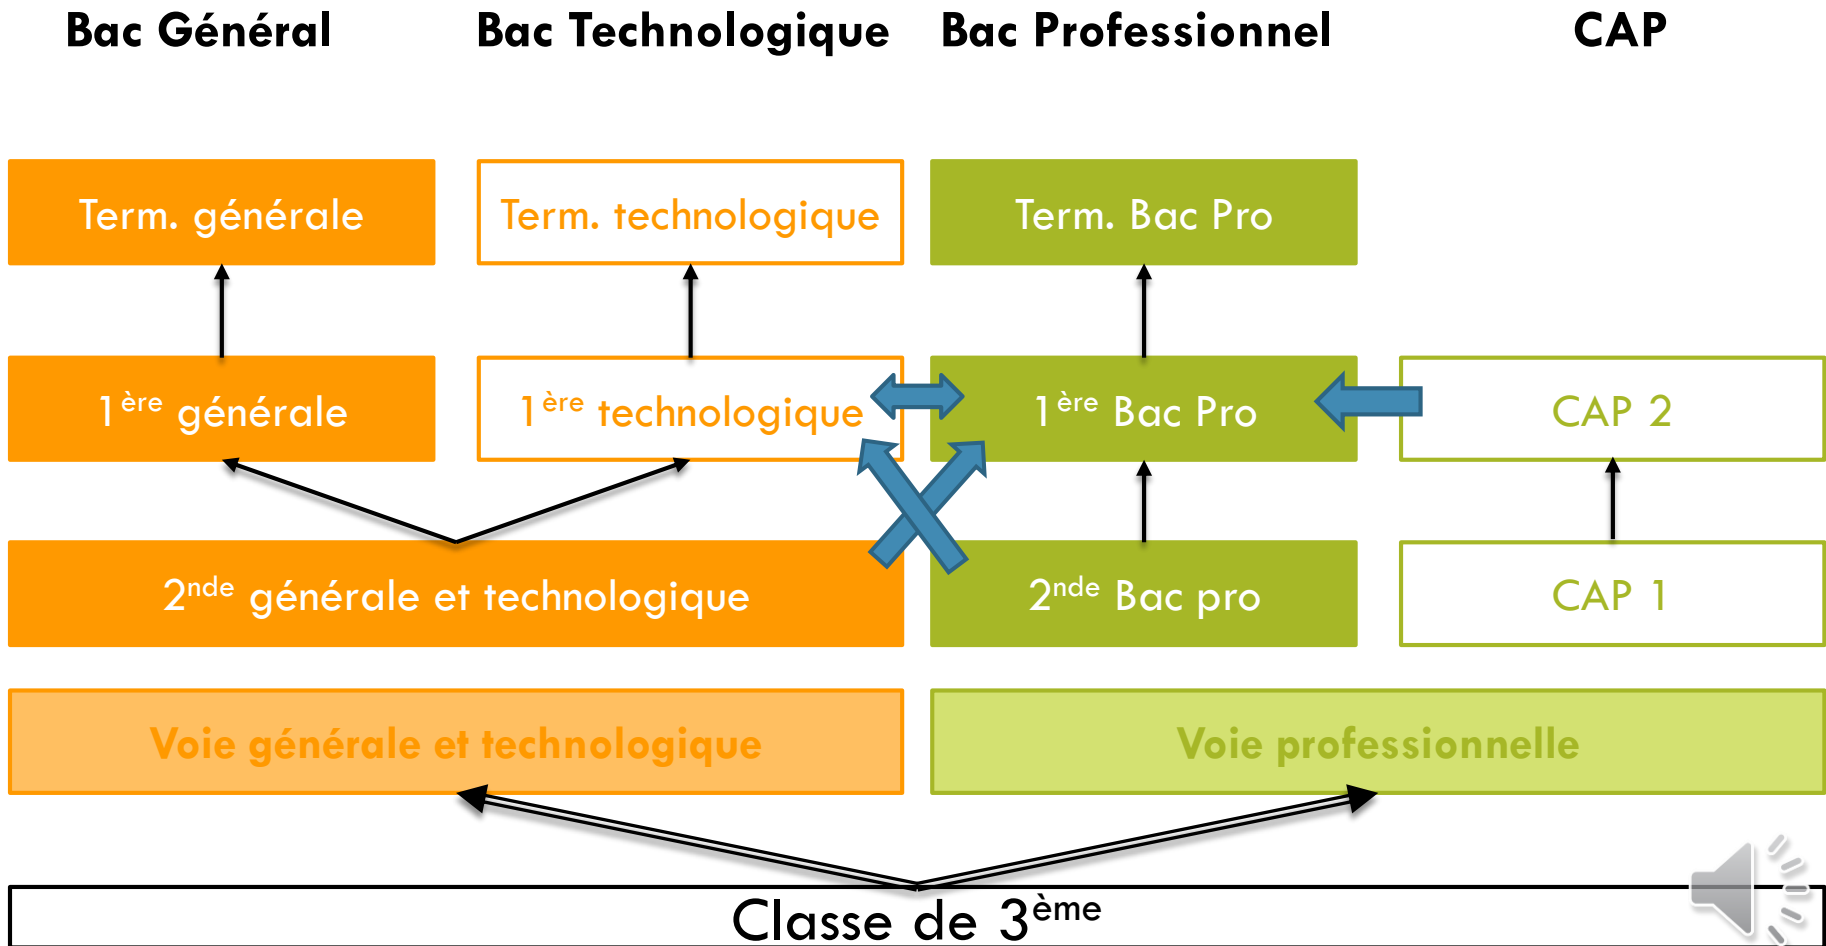 Bac Général Bac Technologique Bac Professionnel CAP
Term. générale Term. technologique Term. Bac Pro
1ère générale 1ère technologique 1ère Bac Pro CAP 2
2nde générale et technologique 2nde Bac pro CAP 1
Voie générale et technologique Voie professionnelle
Classe de 3ème